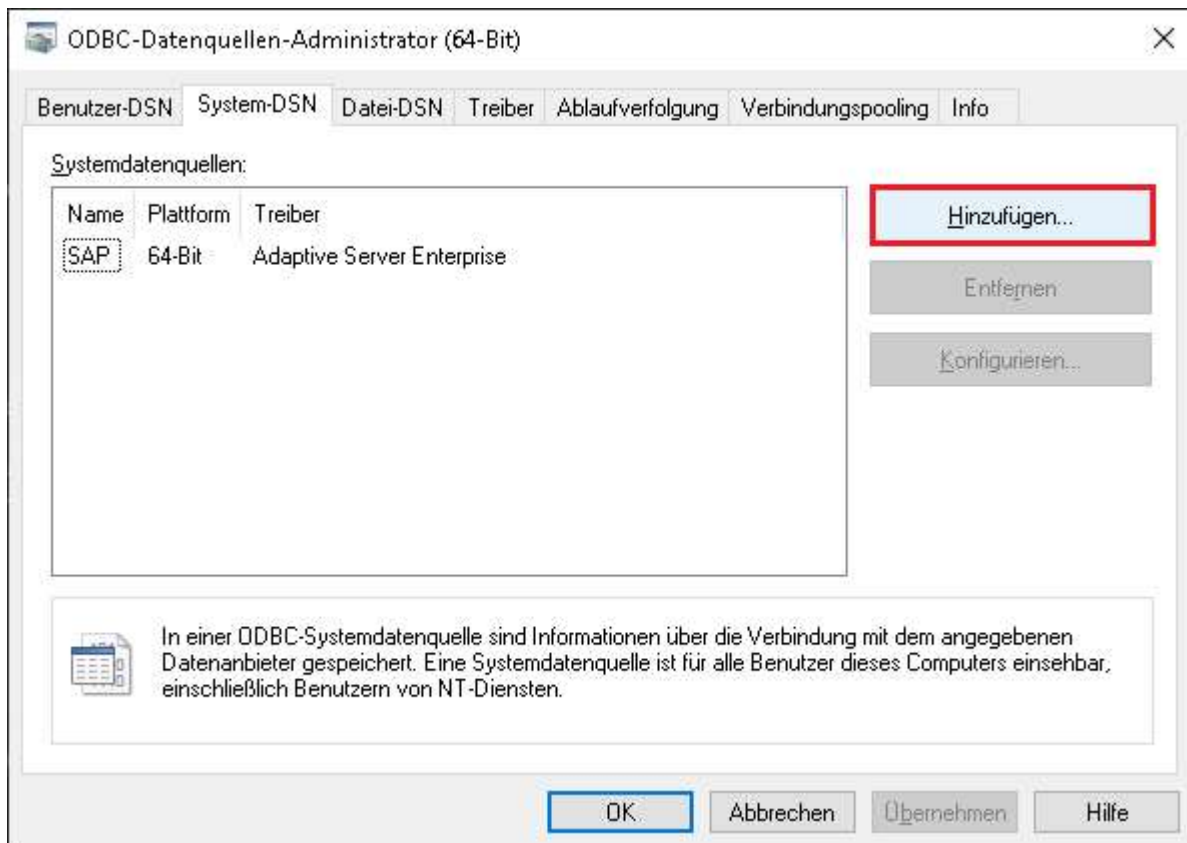 ODBC-Datenquellen-Administrator (64-Bit)
Benutzer-DSN System-DSN Datei-DSN Treiber Ablaufverfolgung Verbindungspooling Info
Systemdatenquellen:
Name Plattform Treiber
SAP 64-Bit Adaptive Server Enterprise
Hinzufügen...
Entfernen
Konfigurieren...
In einer ODBC-Systemdatenquelle sind Informationen über die Verbindung mit dem angegebenen
Datenanbieter gespeichert. Eine Systemdatenquelle ist für alle Benutzer dieses Computers einsehbar,
einschließlich Benutzern von NT-Diensten.
OK Abbrechen Übernehmen Hilfe